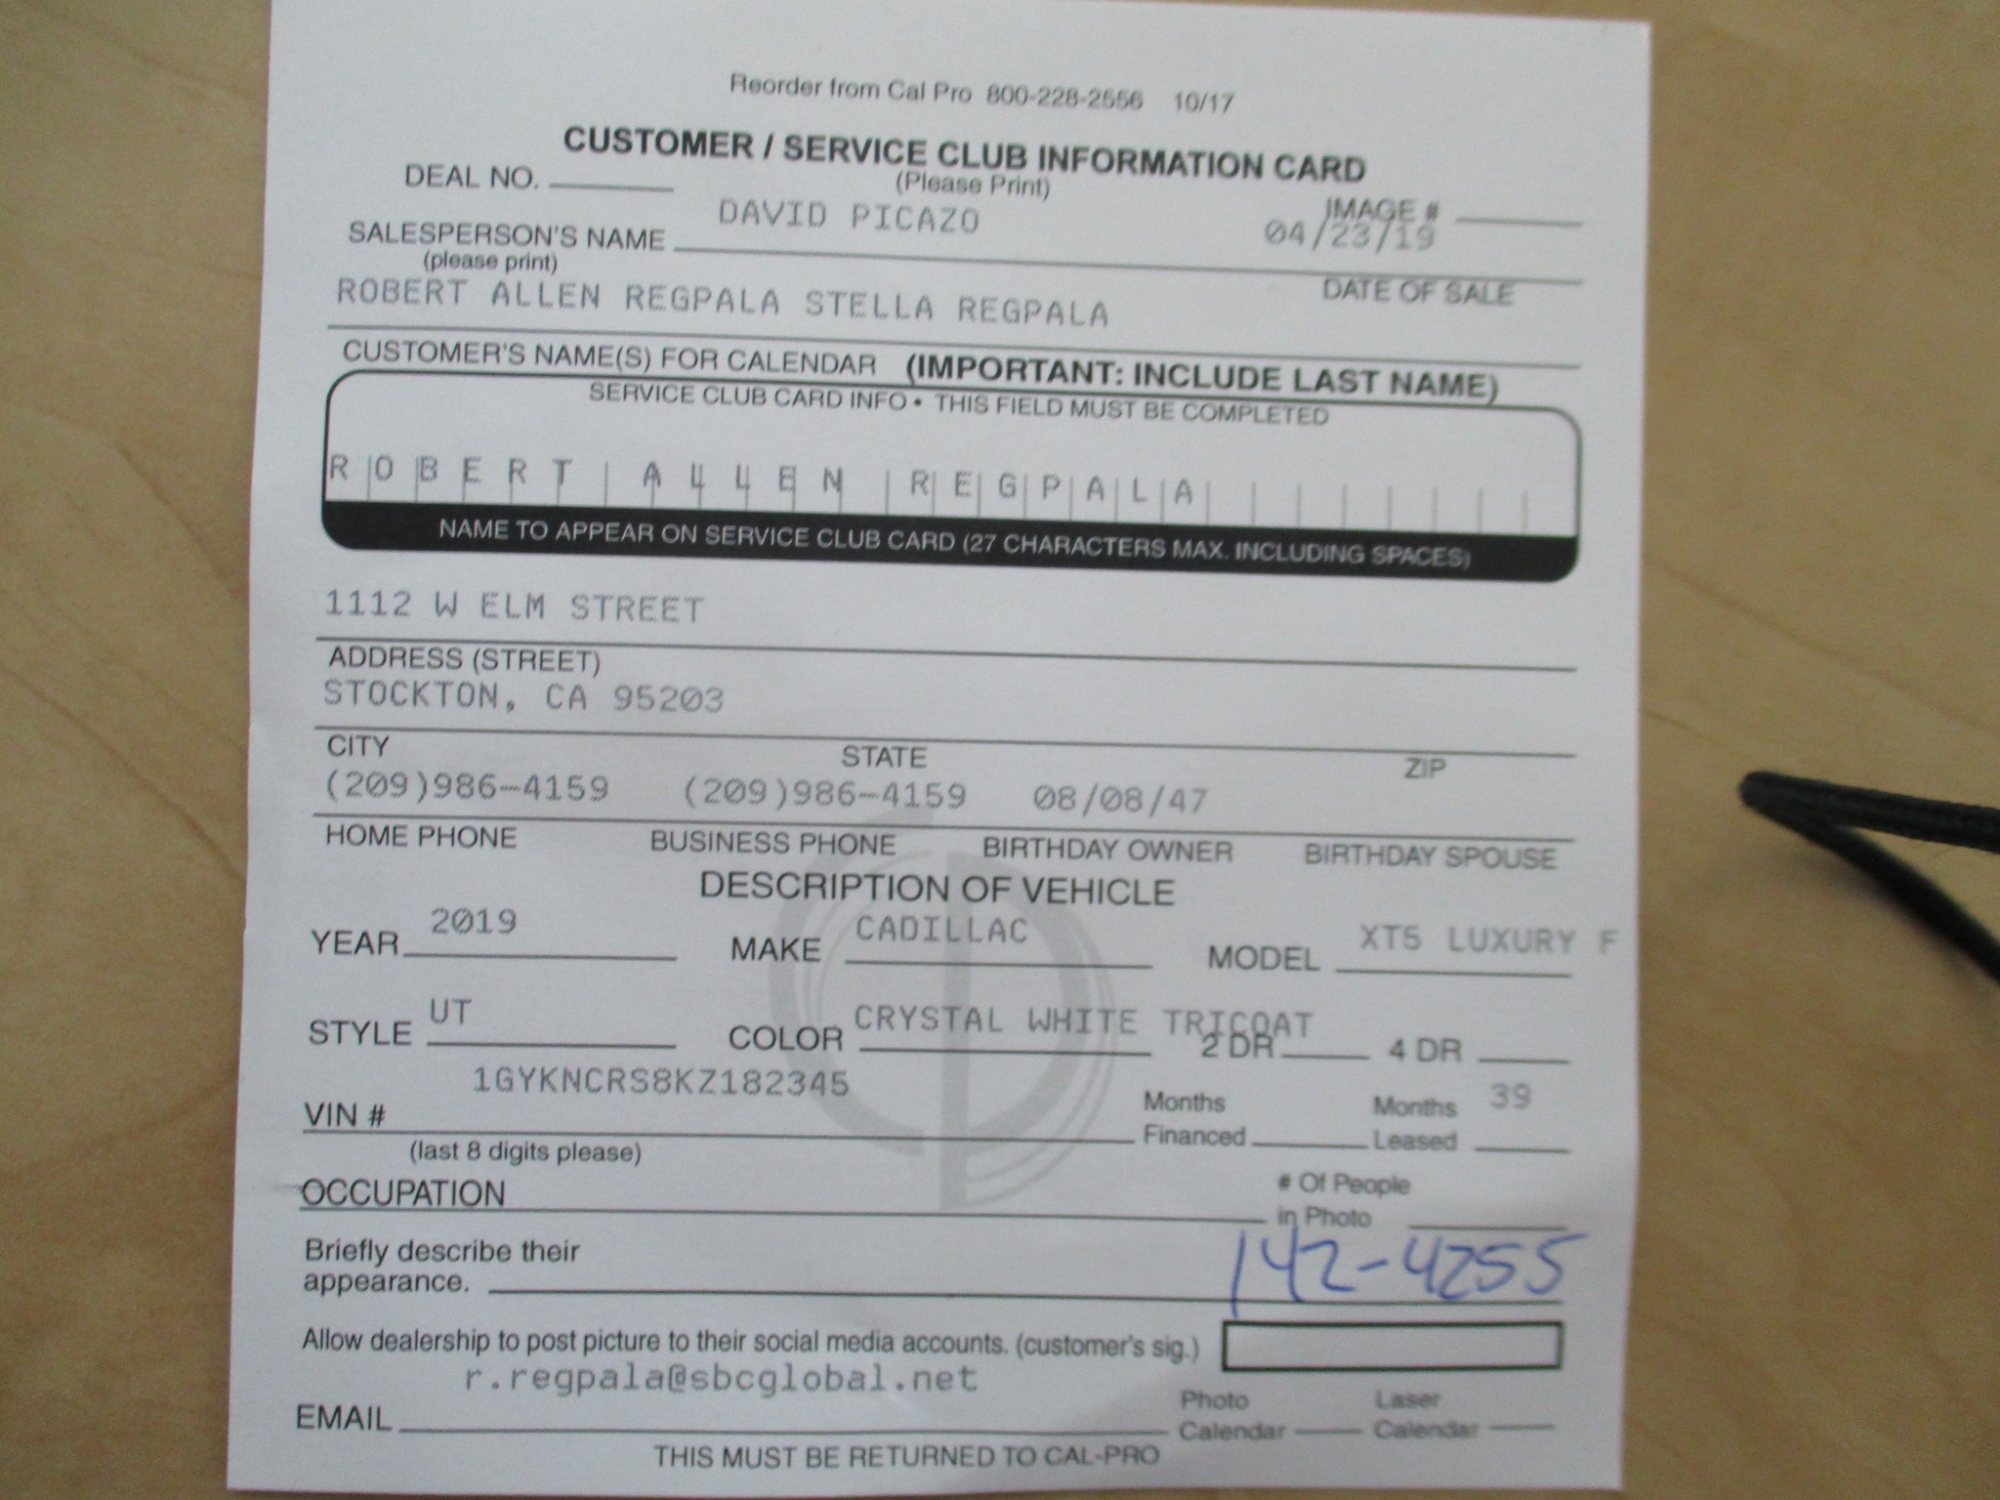 Reorder from Cal Pro 800-228-2556 10/17
CUSTOMER / SERVICE CLUB INFORMATION CARD
DEAL NO. (Please Print)
DAVID PICAZO IMAGE #
SALESPERSON'S NAME 04/23/19
(please print) DATE OF SALE
ROBERT ALLEN REGPALA STELLA REGPALA
CUSTOMER'S NAME(S) FOR CALENDAR (IMPORTANT: INCLUDE LAST NAME)
SERVICE CLUB CARD INFO • THIS FIELD MUST BE COMPLETED
ROBERT ALLEN REGPALA
NAME TO APPEAR ON SERVICE CLUB CARD (27 CHARACTERS MAX. INCLUDING SPACES)
1112 W ELM STREET
ADDRESS (STREET)
STOCKTON, CA 95203
CITY STATE ZIP
(209)986-4159 (209)986-4159 08/08/47
HOME PHONE BUSINESS PHONE BIRTHDAY OWNER BIRTHDAY SPOUSE
DESCRIPTION OF VEHICLE
YEAR 2019 MAKE CADILLAC MODEL XT5 LUXURY F
STYLE UT COLOR CRYSTAL WHITE TRICOAT 2 DR 4 DR
1GYKNCRS8KZ182345 Months Months 39
VIN # Financed Leased
(last 8 digits please)
OCCUPATION # Of People
in Photo
Briefly describe their 142-4255
appearance.
Allow dealership to post picture to their social media accounts. (customer's sig.)
r.regpala@sbcglobal.net Photo Laser
EMAIL Calendar Calendar
THIS MUST BE RETURNED TO CAL-PRO